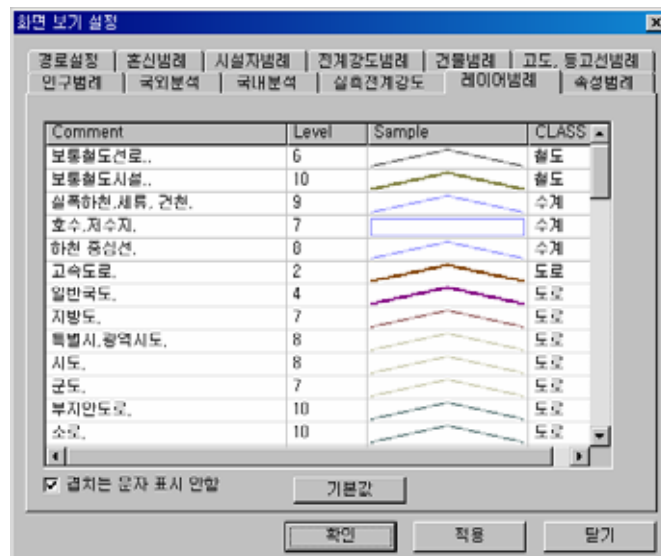 화면 보기 설정
경로설정 혼신범례 시설자범례 전계강도범례 건물범례 고도, 등고선범례
인구범례 국외분석 국내분석 실측전계강도 레이어범례 속성범례
Comment Level Sample CLASS
보통철도선로.. 6 철도
보통철도시설.. 10 철도
실폭하천.세류, 건천. 9 수계
호수.저수지. 7 수계
하천 중심선. 8 수계
고속도로. 2 도로
일반국도. 4 도로
지방도. 7 도로
특별시.광역시도. 8 도로
시도. 8 도로
군도. 7 도로
부지안도로. 10 도로
소로. 10 도로
겹치는 문자 표시 안함 기본값
확인 적용 닫기